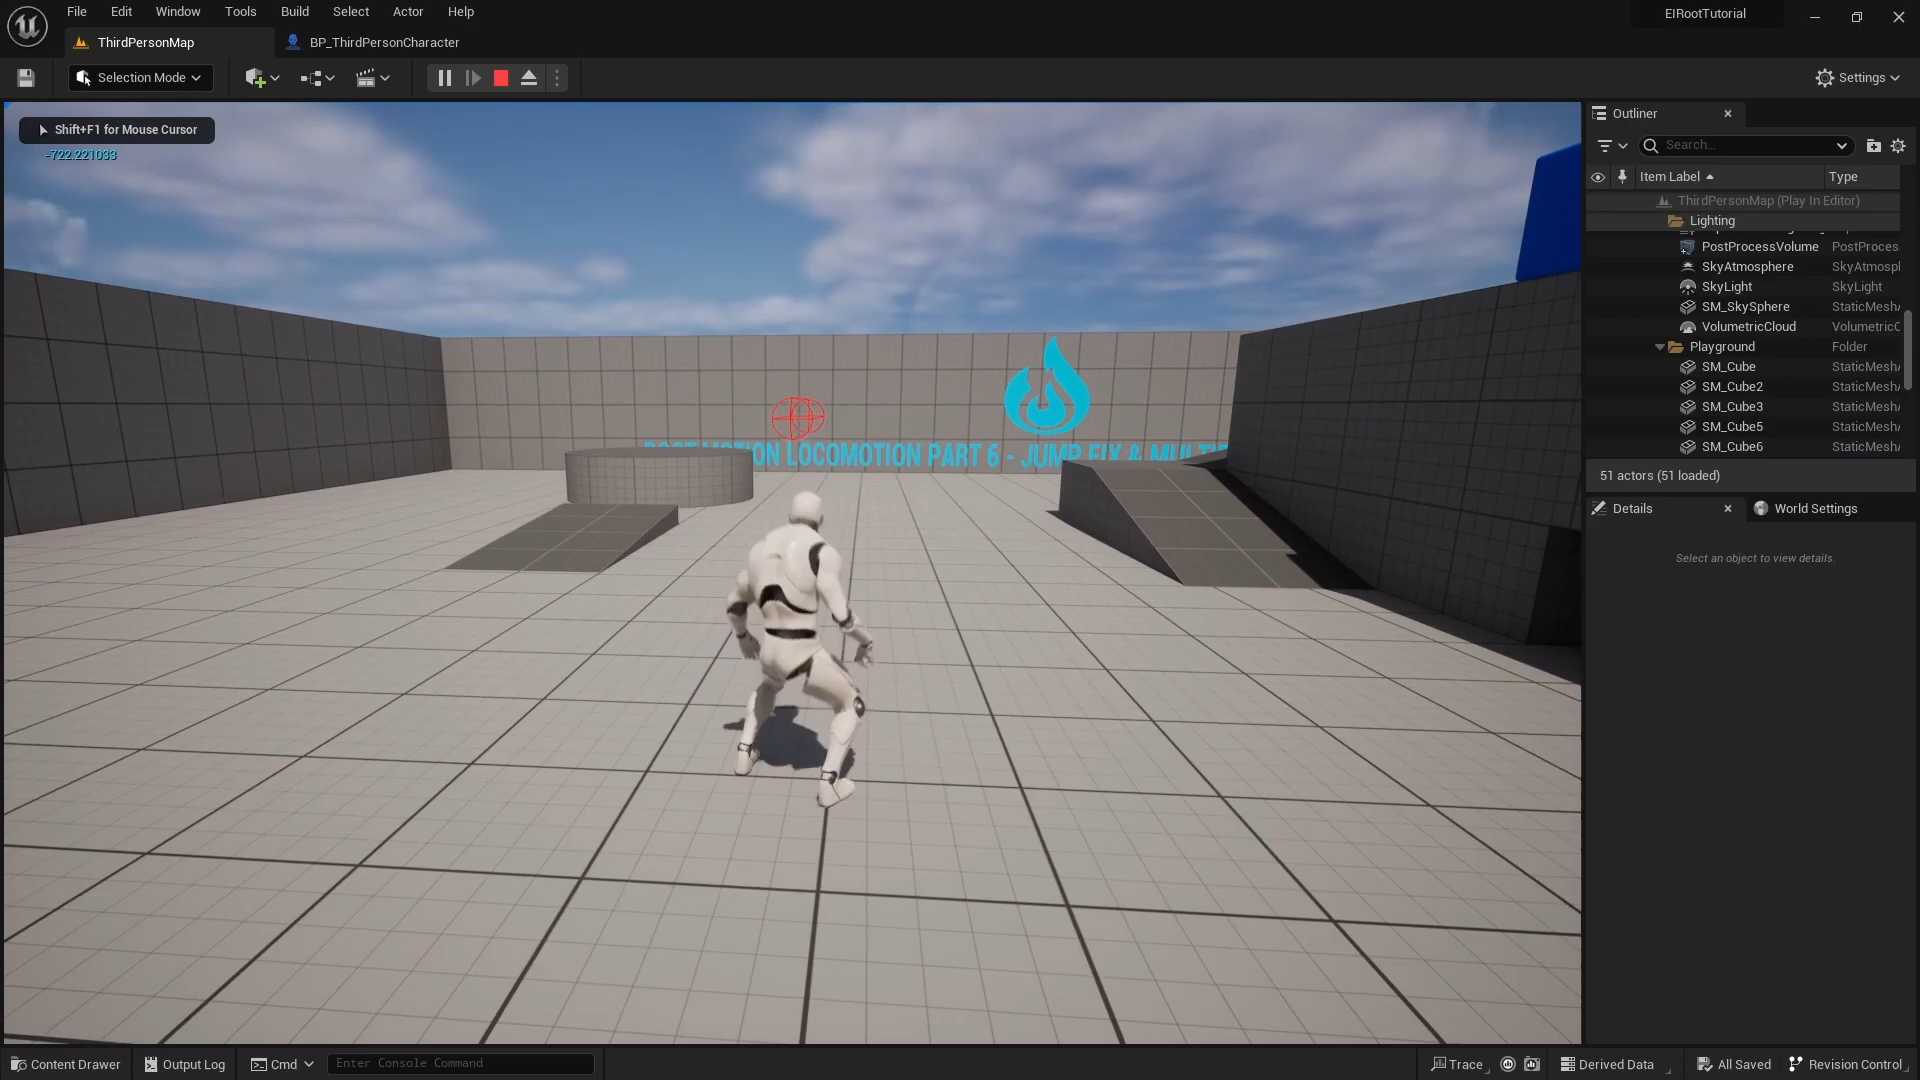 File Edit Window Tools Build Select Actor Help
EIRootTutorial
ThirdPersonMap
BP_ThirdPersonCharacter
Selection Mode
Settings
Shift+F1 for Mouse Cursor
-722.221033
MOTION LOCOMOTION PART 6 - JUMP FIX &
Outliner
Search...
Item Label Type
ThirdPersonMap (Play In Editor)
Lighting
PostProcessVolume PostProces
SkyAtmosphere SkyAtmospl
SkyLight SkyLight
SM_SkySphere StaticMesh
VolumetricCloud VolumetricC
Playground Folder
SM_Cube StaticMesh
SM_Cube2 StaticMesh
SM_Cube3 StaticMesh
SM_Cube5 StaticMesh
SM_Cube6 StaticMesh
51 actors (51 loaded)
Details
World Settings
Select an object to view details.
Content Drawer
Output Log
Cmd
Enter Console Command
Trace
Derived Data
All Saved
Revision Control